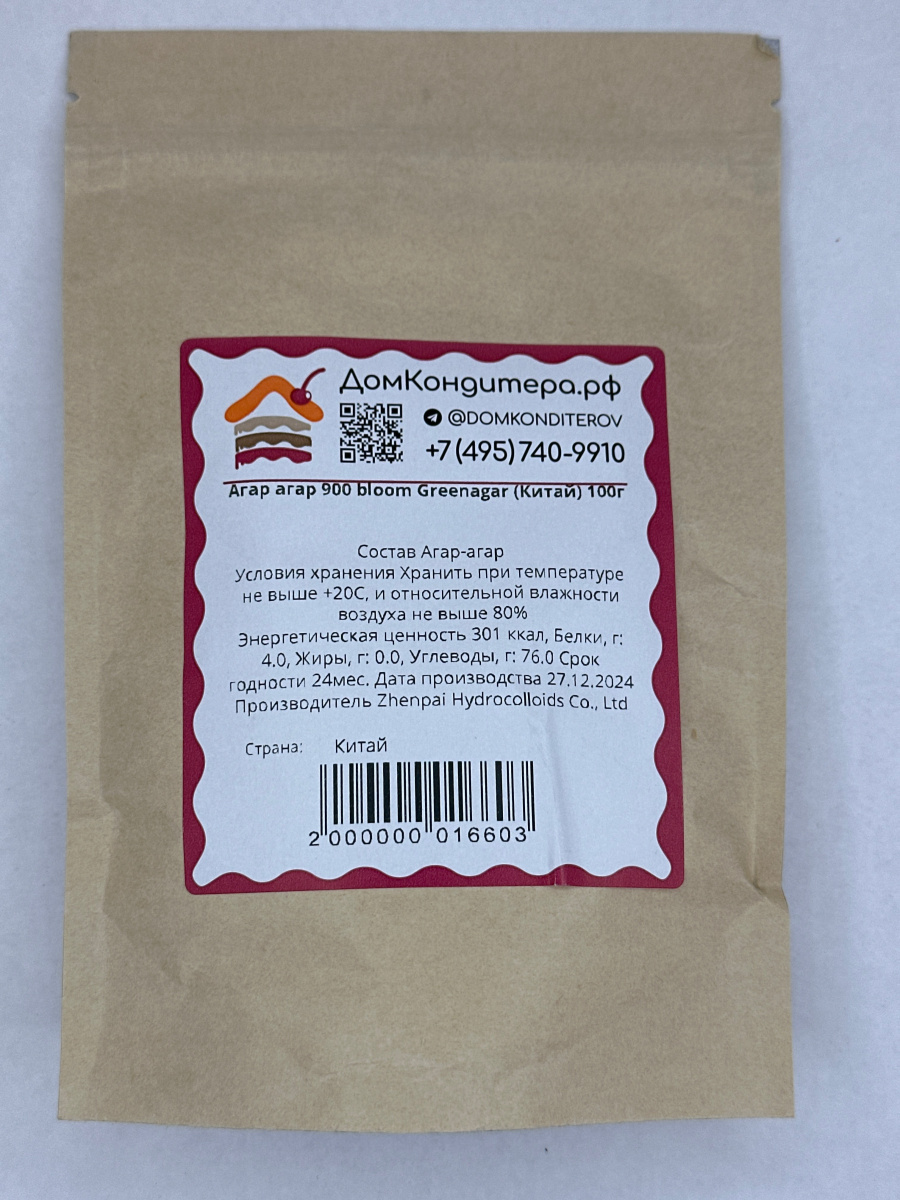 ДомКондитера.рф
@DOMKONDITEROV
+7 (495) 740-9910
Агар агар 900 bloom Greenagar (Китай) 100г
Состав Агар-агар
Условия хранения Хранить при температуре
не выше +20С, и относительной влажности
воздуха не выше 80%
Энергетическая ценность 301 ккал, Белки, г:
4.0, Жиры, г: 0.0, Углеводы, г: 76.0 Срок
годности 24мес. Дата производства 27.12.2024
Производитель Zhenpai Hydrocolloids Co., Ltd
Страна: Китай
2 000000 016603